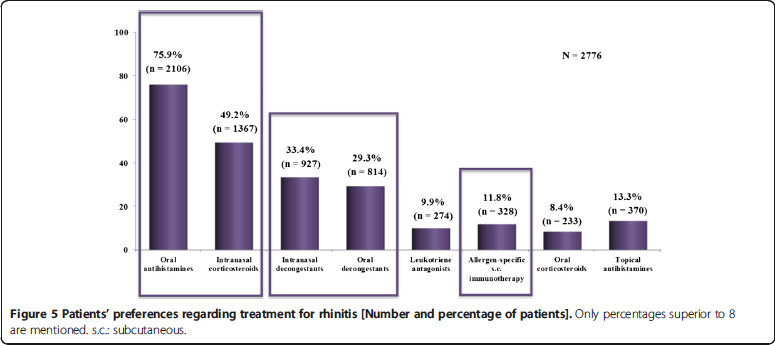 100
80
60
40
20
0
N = 2776
75.9%
(n = 2106)
49.2%
(n = 1367)
33.4%
(n = 927)
29.3%
(n = 814)
9.9%
(n = 274)
11.8%
(n = 328)
8.4%
(n = 233)
13.3%
(n = 370)
Oral
antihistamines
Intranasal
corticosteroids
Intranasal
decongestants
Oral
decongestants
Leukotriene
antagonists
Allergen-specific
s.c.
immunotherapy
Oral
corticosteroids
Topical
antihistamines
Figure 5 Patients’ preferences regarding treatment for rhinitis [Number and percentage of patients]. Only percentages superior to 8
are mentioned. s.c.: subcutaneous.